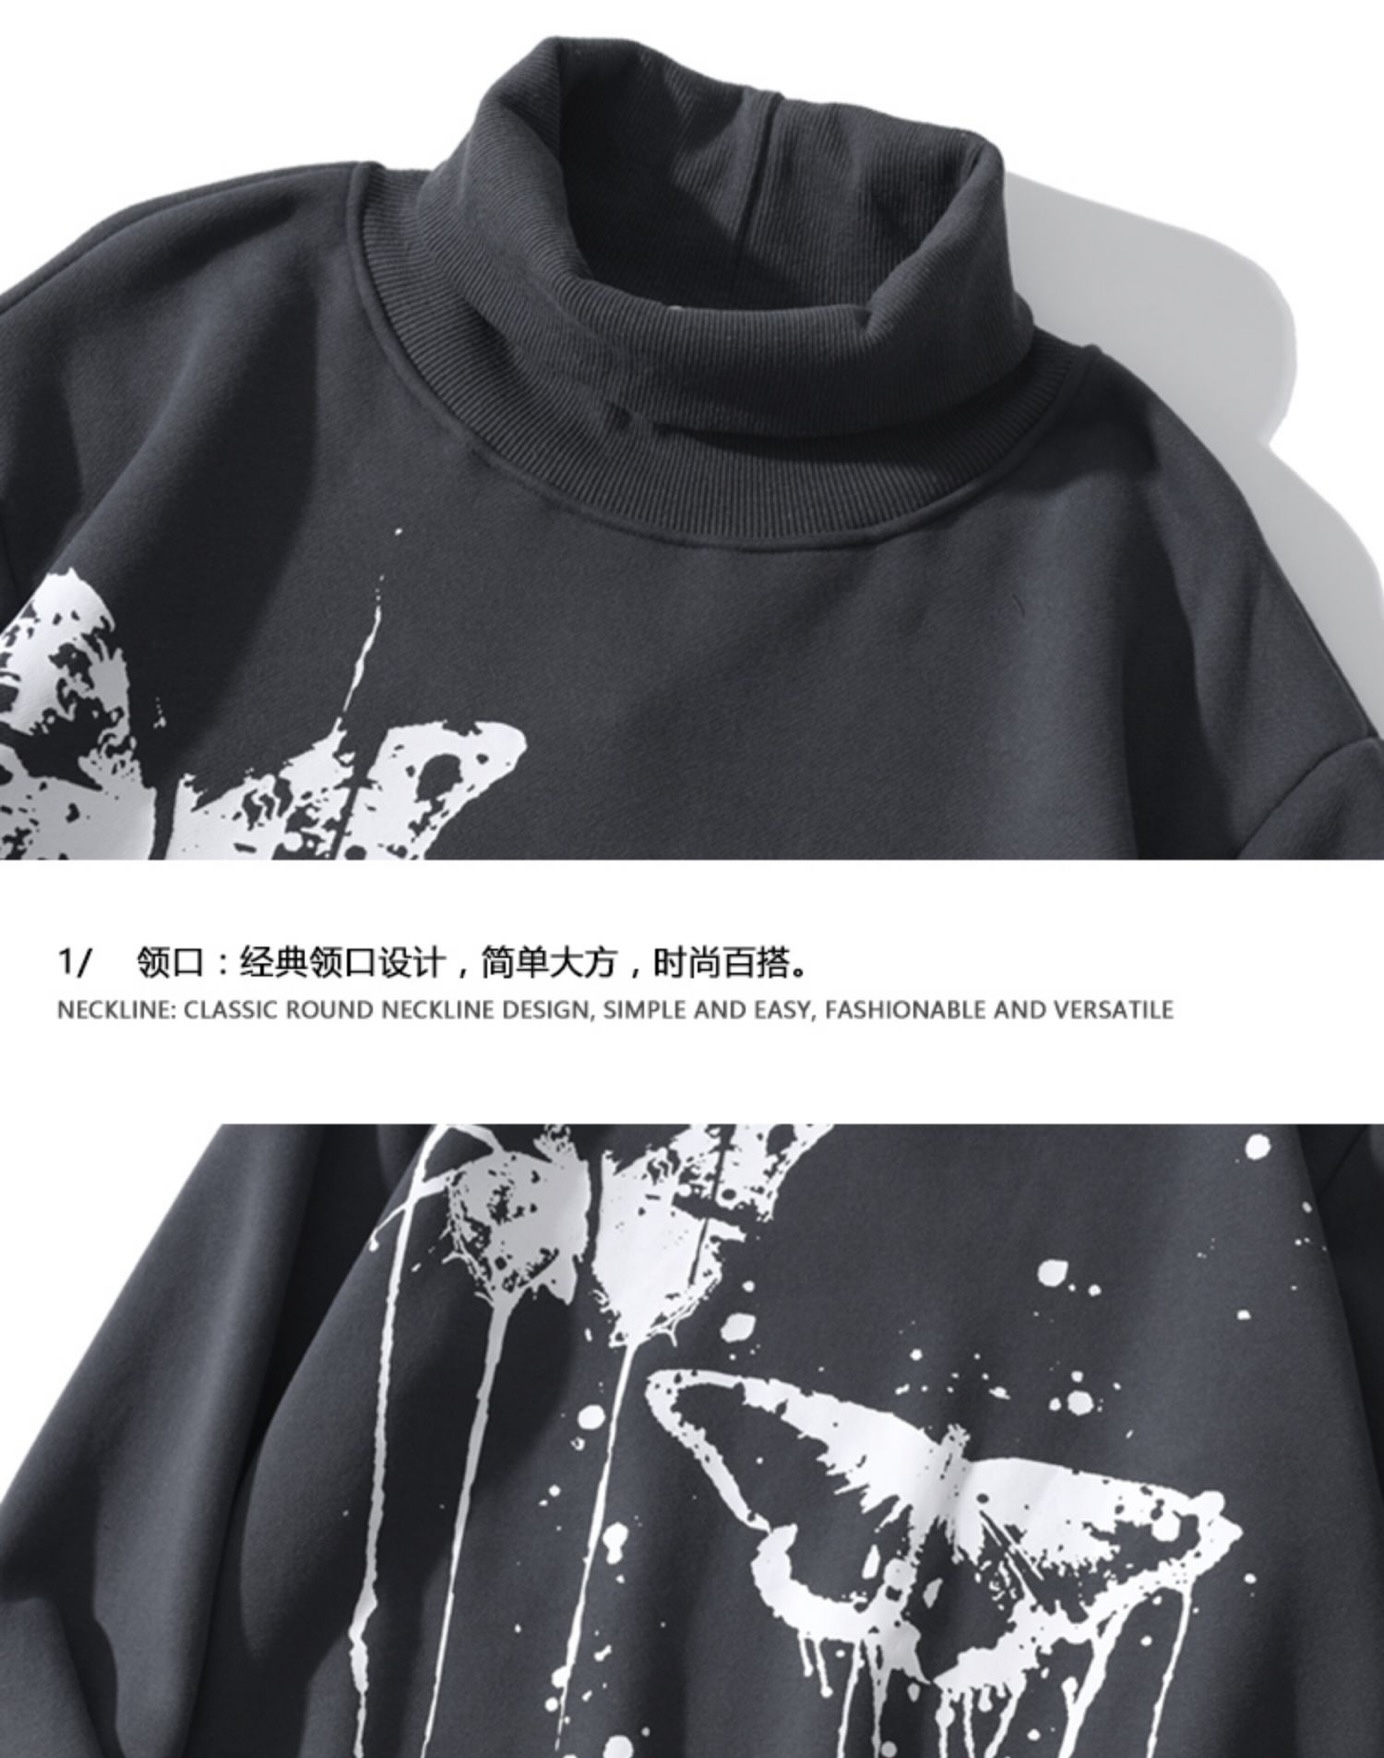 1/ 领口：经典领口设计，简单大方，时尚百搭。
NECKLINE: CLASSIC ROUND NECKLINE DESIGN, SIMPLE AND EASY, FASHIONABLE AND VERSATILE